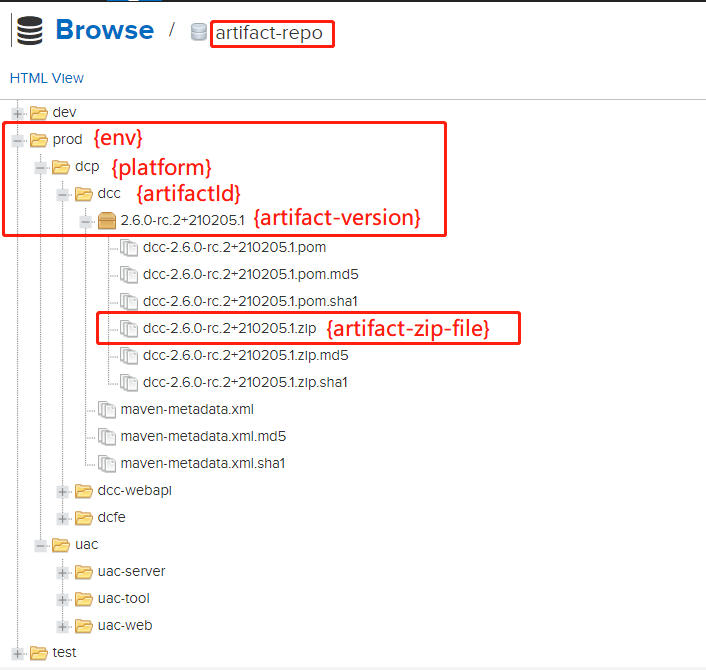 Browse / artifact-repo
HTML View
dev
prod {env}
dcp {platform}
dcc {artifactId}
2.6.0-rc.2+210205.1 {artifact-version}
dcc-2.6.0-rc.2+210205.1.pom
dcc-2.6.0-rc.2+210205.1.pom.md5
dcc-2.6.0-rc.2+210205.1.pom.sha1
dcc-2.6.0-rc.2+210205.1.zip {artifact-zip-file}
dcc-2.6.0-rc.2+210205.1.zip.md5
dcc-2.6.0-rc.2+210205.1.zip.sha1
maven-metadata.xml
maven-metadata.xml.md5
maven-metadata.xml.sha1
dcc-webapi
dcfe
uac
uac-server
uac-tool
uac-web
test